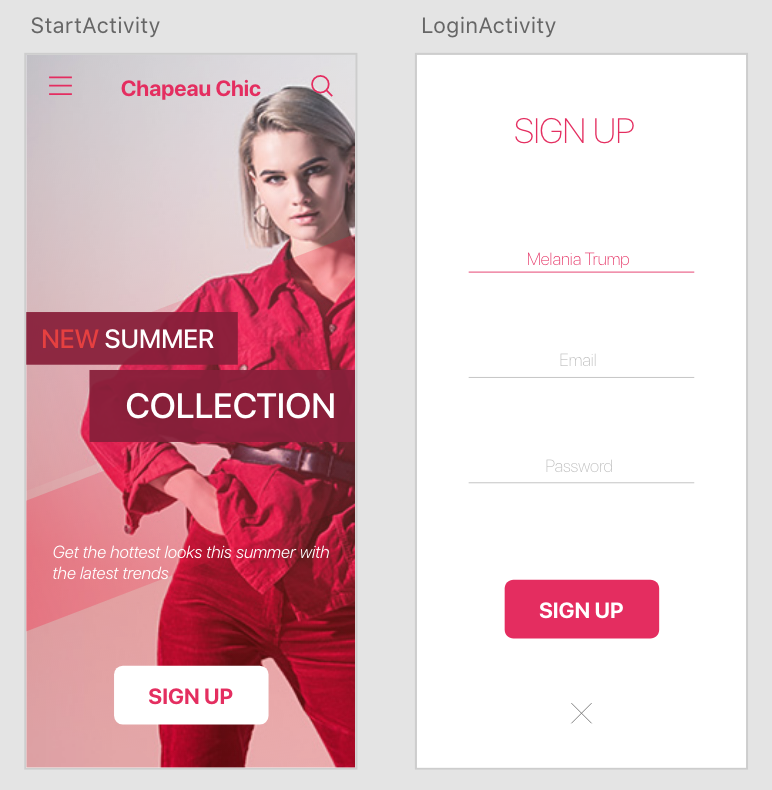 StartActivity
Chapeau Chic
NEW SUMMER
COLLECTION
Get the hottest looks this summer with
the latest trends
SIGN UP
LoginActivity
SIGN UP
Melania Trump
Email
Password
SIGN UP